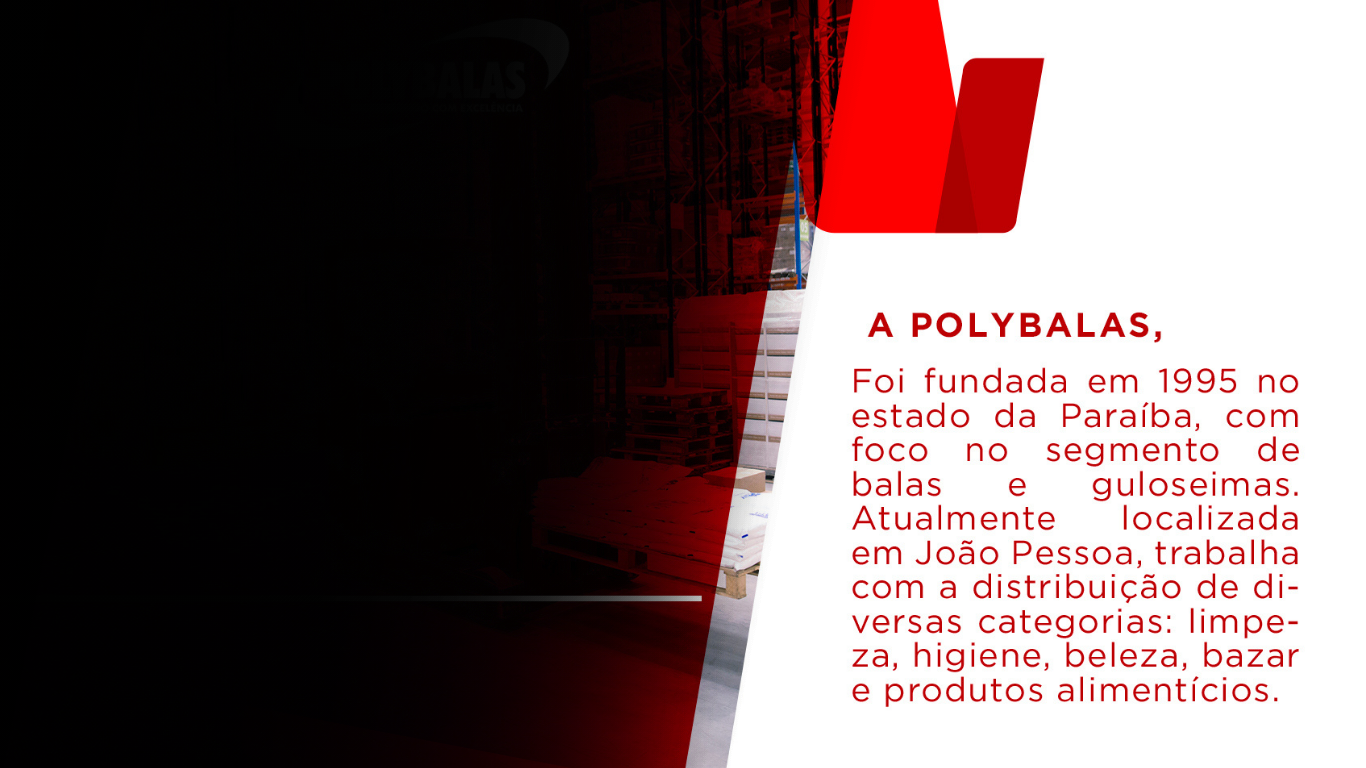 BALAS
A POLYBALAS,
Foi fundada em 1995 no
estado da Paraíba, com
foco no segmento de
balas e guloseimas.
Atualmente localizada
em João Pessoa, trabalha
com a distribuição de di-
versas categorias: limpe-
za, higiene, beleza, bazar
e produtos alimentícios.